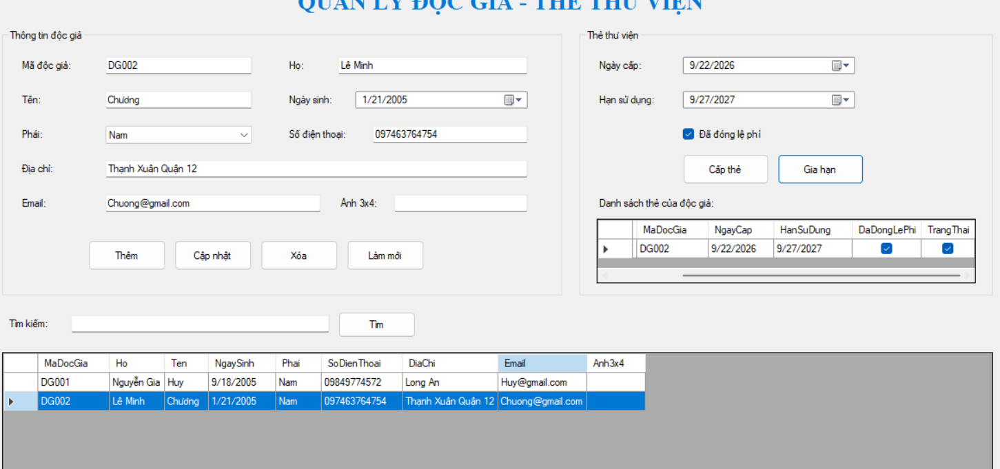 QUẢN LÝ ĐỘC GIẢ - THẺ THƯ VIỆN
Thông tin độc giả
Mã độc giả: DG002 Họ: Lê Minh
Tên: Chương Ngày sinh: 1/21/2005
Phái: Nam Số điện thoại: 097463764754
Địa chỉ: Thạnh Xuân Quận 12
Email: Chuong@gmail.com Ảnh 3x4:
Thêm Cập nhật Xóa Làm mới
Thẻ thư viện
Ngày cấp: 9/22/2026
Hạn sử dụng: 9/27/2027
Đã đóng lệ phí
Cấp thẻ Gia hạn
Danh sách thẻ của độc giả:
MaDocGia NgayCap HanSuDung DaDongLePhi TrangThai
DG002 9/22/2026 9/27/2027
Tìm kiếm: Tìm
MaDocGia Ho Ten NgaySinh Phai SoDienThoai DiaChi Email Anh3x4
DG001 Nguyễn Gia Huy 9/18/2005 Nam 09849774572 Long An Huy@gmail.com
DG002 Lê Minh Chương 1/21/2005 Nam 097463764754 Thạnh Xuân Quận 12 Chuong@gmail.com